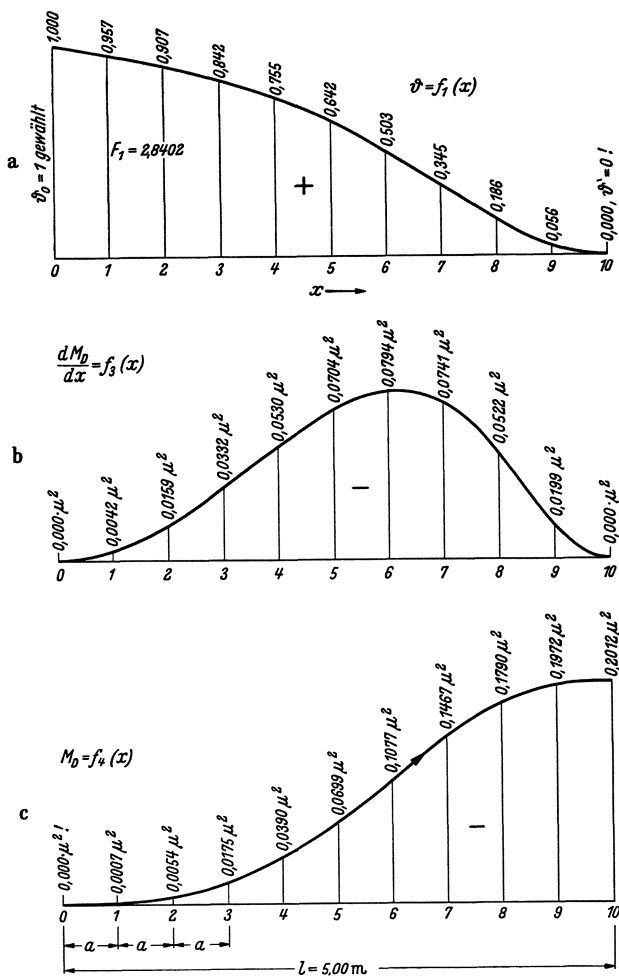 1,000 0,957 0,907 0,842 0,755 0,642 0,503 0,345 0,186 0,056 0,000, ϑ'=0!
ϑ=f₁(x)
ϑ₀=1 gewählt
F₁=2,8402
a
+
0 1 2 3 4 5 6 7 8 9 10
x
dM_D/dx=f₃(x)
0,000·μ² 0,0042 μ² 0,0159 μ² 0,0332 μ² 0,0530 μ² 0,0704 μ² 0,0794 μ² 0,0741 μ² 0,0522 μ² 0,0199 μ² 0,000·μ²
b
−
0 1 2 3 4 5 6 7 8 9 10
M_D=f₄(x)
0,000·μ²! 0,0007 μ² 0,0054 μ² 0,0175 μ² 0,0390 μ² 0,0699 μ² 0,1077 μ² 0,1467 μ² 0,1790 μ² 0,1972 μ² 0,2012 μ²
c
−
0 1 2 3 4 5 6 7 8 9 10
a a a
l=5,00m